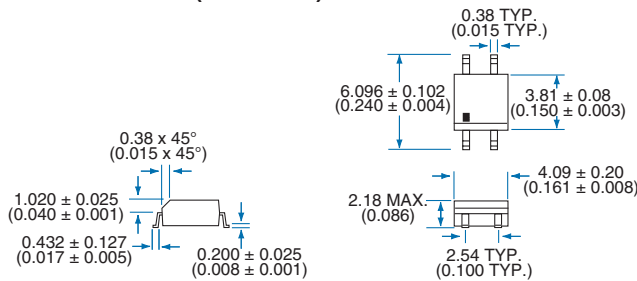 0.38 TYP.
(0.015 TYP.)
6.096 ± 0.102
(0.240 ± 0.004)
3.81 ± 0.08
(0.150 ± 0.003)
0.38 x 45°
(0.015 x 45°)
4.09 ± 0.20
(0.161 ± 0.008)
1.020 ± 0.025
(0.040 ± 0.001)
2.18 MAX.
(0.086)
0.432 ± 0.127
(0.017 ± 0.005)
0.200 ± 0.025
(0.008 ± 0.001)
2.54 TYP.
(0.100 TYP.)